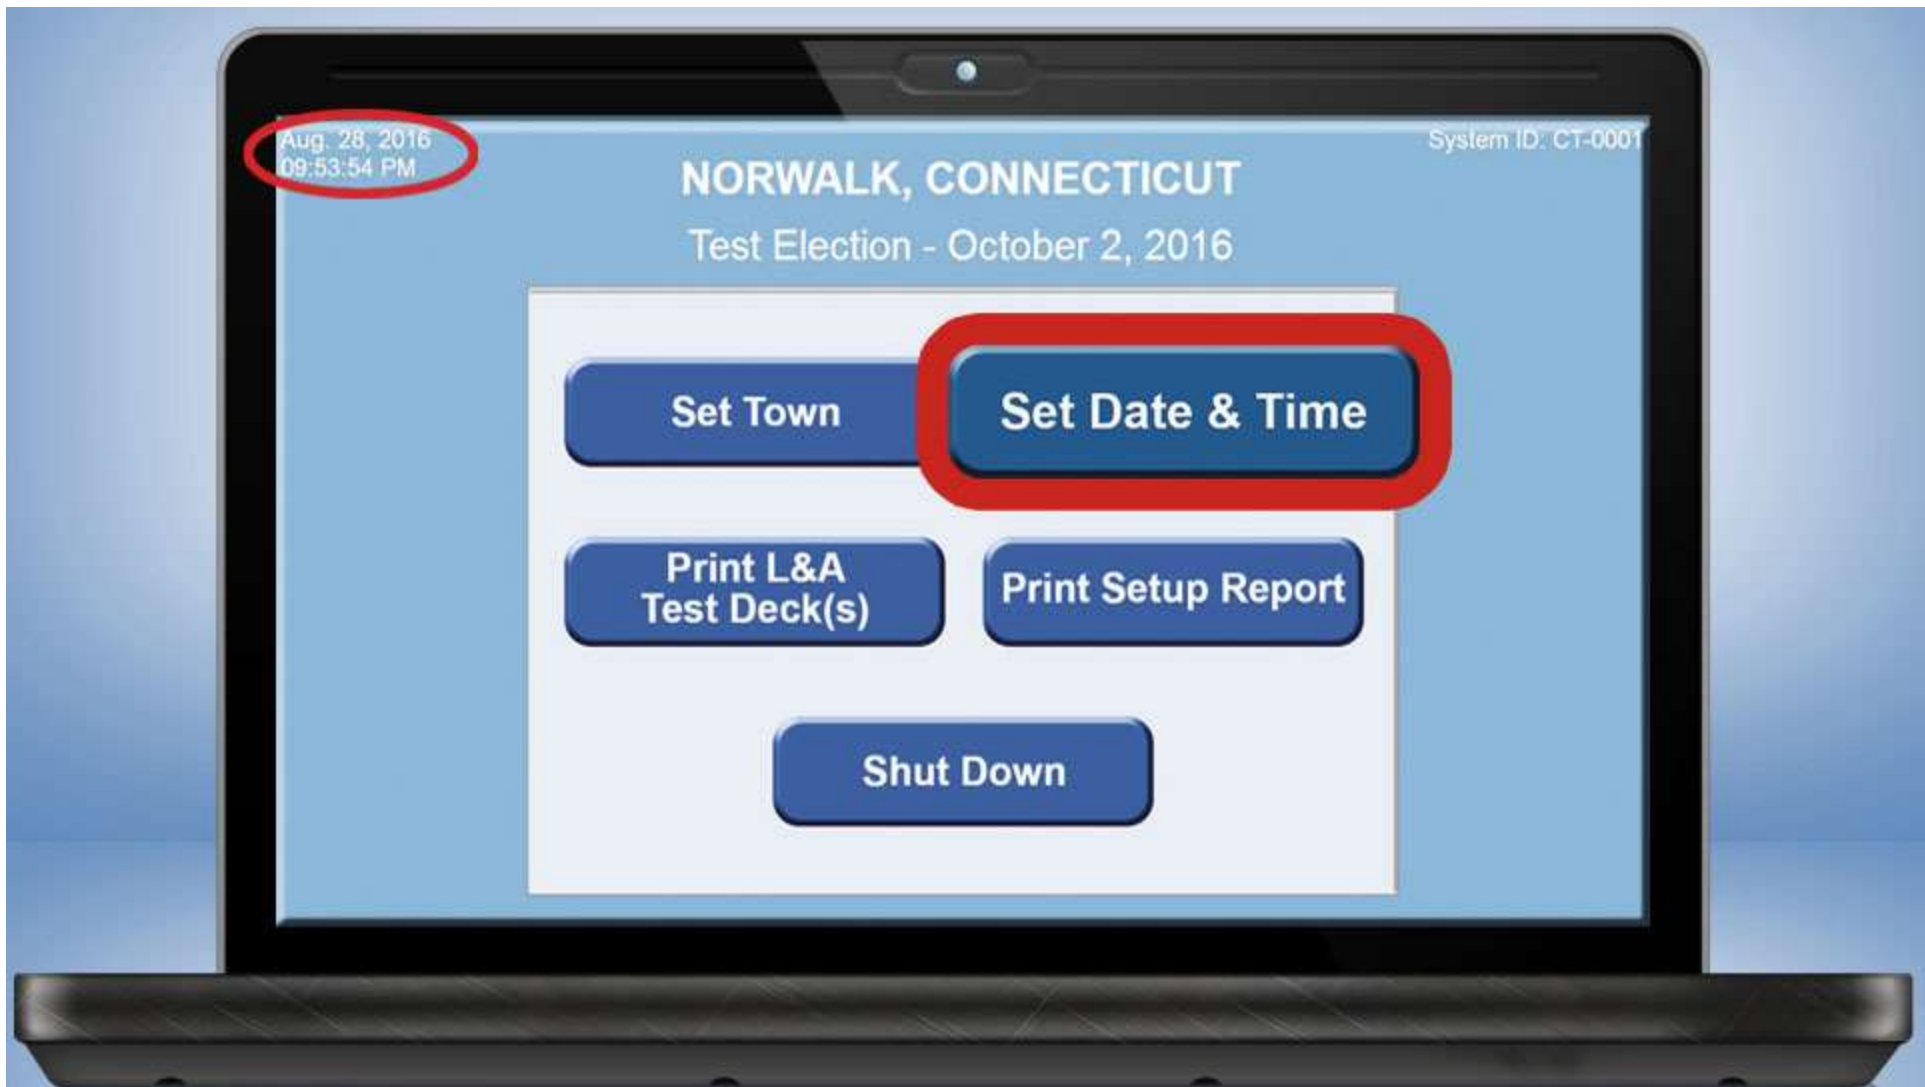 Aug. 28, 2016
09:53:54 PM
System ID: CT-0001
NORWALK, CONNECTICUT
Test Election - October 2, 2016
Set Town
Set Date & Time
Print L&A
Test Deck(s)
Print Setup Report
Shut Down